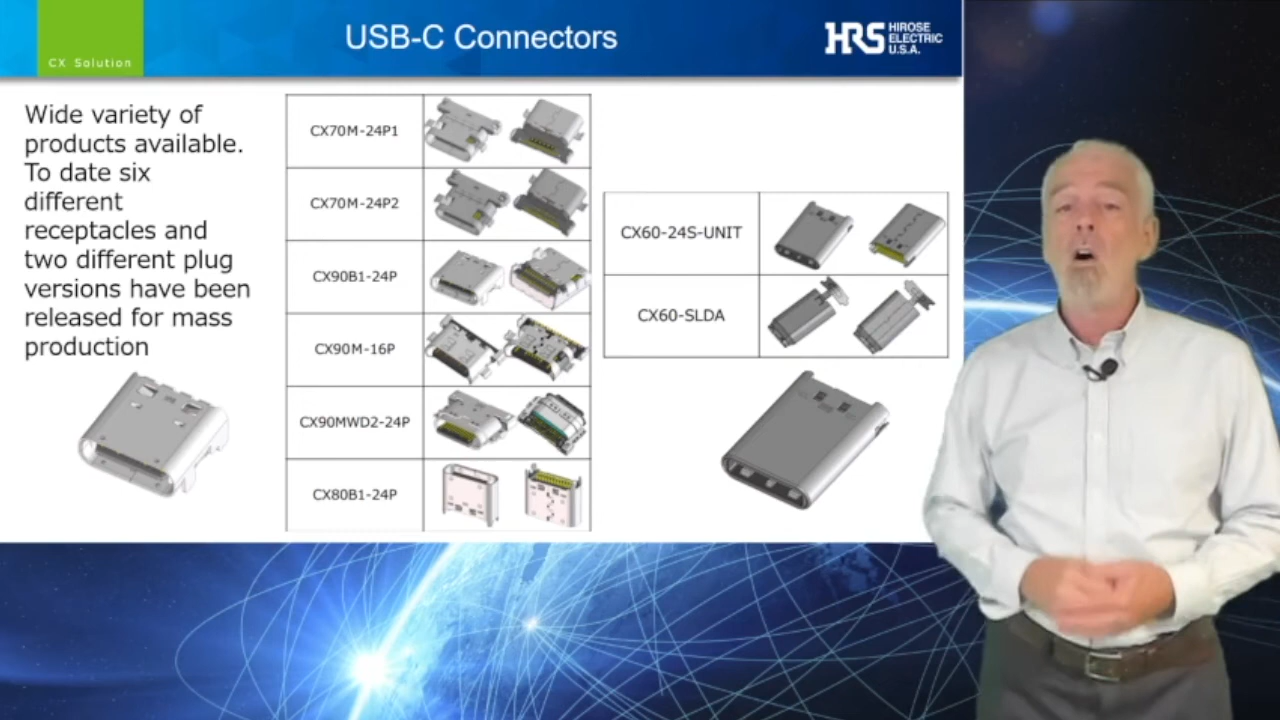 CX Solution
USB-C Connectors
HRS HIROSE
ELECTRIC
U.S.A.
Wide variety of
products available.
To date six
different
receptacles and
two different plug
versions have been
released for mass
production
CX70M-24P1
CX70M-24P2
CX90B1-24P
CX90M-16P
CX90MWD2-24P
CX80B1-24P
CX60-24S-UNIT
CX60-SLDA